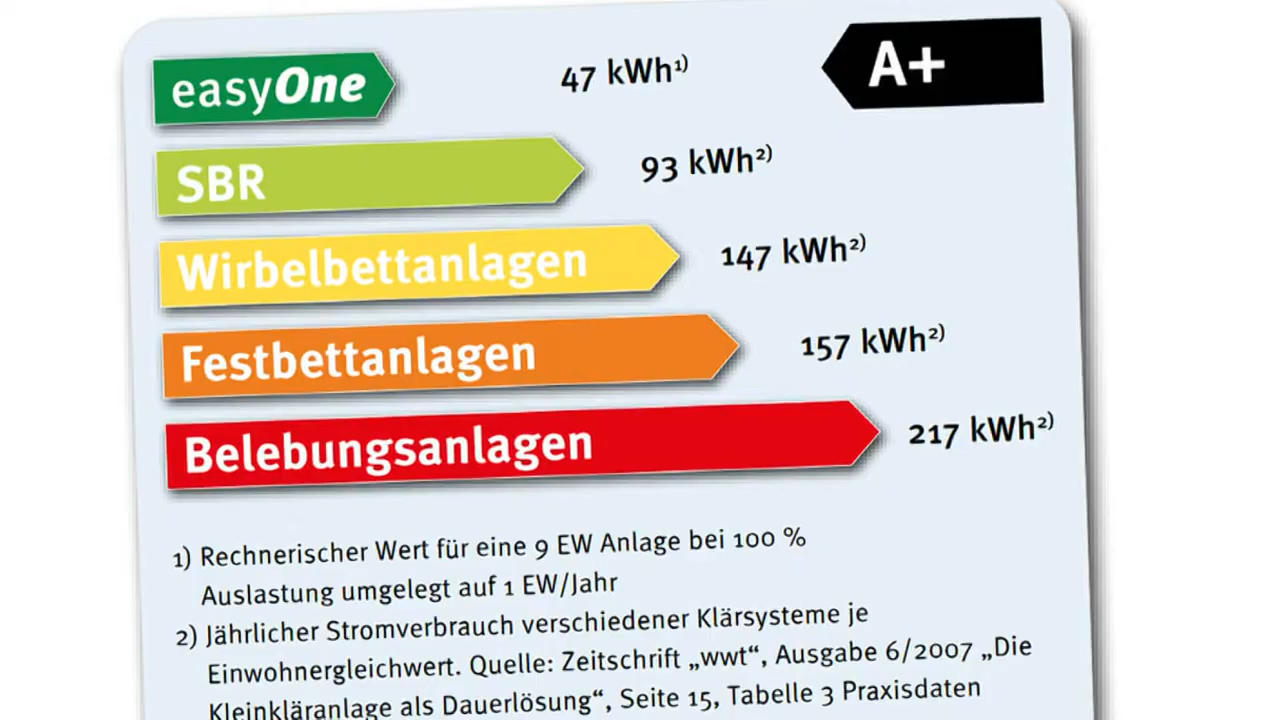 easyOne 47 kWh¹⁾ A+
SBR 93 kWh²⁾
Wirbelbettanlagen 147 kWh²⁾
Festbettanlagen 157 kWh²⁾
Belebungsanlagen 217 kWh²⁾
1) Rechnerischer Wert für eine 9 EW Anlage bei 100 %
Auslastung umgelegt auf 1 EW/Jahr
2) Jährlicher Stromverbrauch verschiedener Klärsysteme je
Einwohnergleichwert. Quelle: Zeitschrift „wwt“, Ausgabe 6/2007 „Die
Kleinkläranlage als Dauerlösung“, Seite 15, Tabelle 3 Praxisdaten